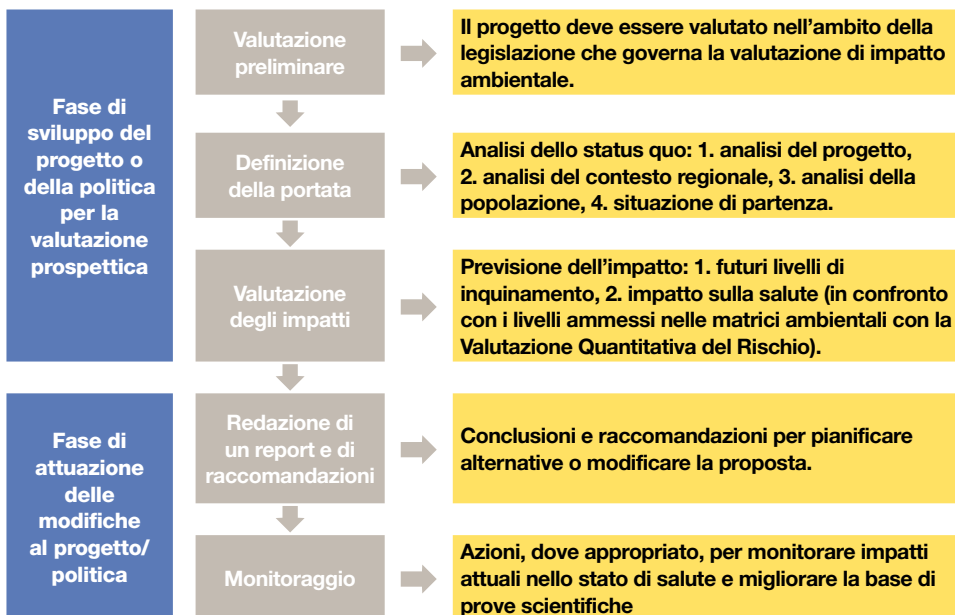 Fase di
sviluppo del
progetto o
della politica
per la
valutazione
prospettica
Valutazione
preliminare
Il progetto deve essere valutato nell'ambito della
legislazione che governa la valutazione di impatto
ambientale.
Definizione
della portata
Analisi dello status quo: 1. analisi del progetto,
2. analisi del contesto regionale, 3. analisi della
popolazione, 4. situazione di partenza.
Valutazione
degli impatti
Previsione dell'impatto: 1. futuri livelli di
inquinamento, 2. impatto sulla salute (in confronto
con i livelli ammessi nelle matrici ambientali con la
Valutazione Quantitativa del Rischio).
Fase di
attuazione
delle
modifiche
al progetto/
politica
Redazione di
un report e di
raccomandazioni
Conclusioni e raccomandazioni per pianificare
alternative o modificare la proposta.
Monitoraggio
Azioni, dove appropriato, per monitorare impatti
attuali nello stato di salute e migliorare la base di
prove scientifiche